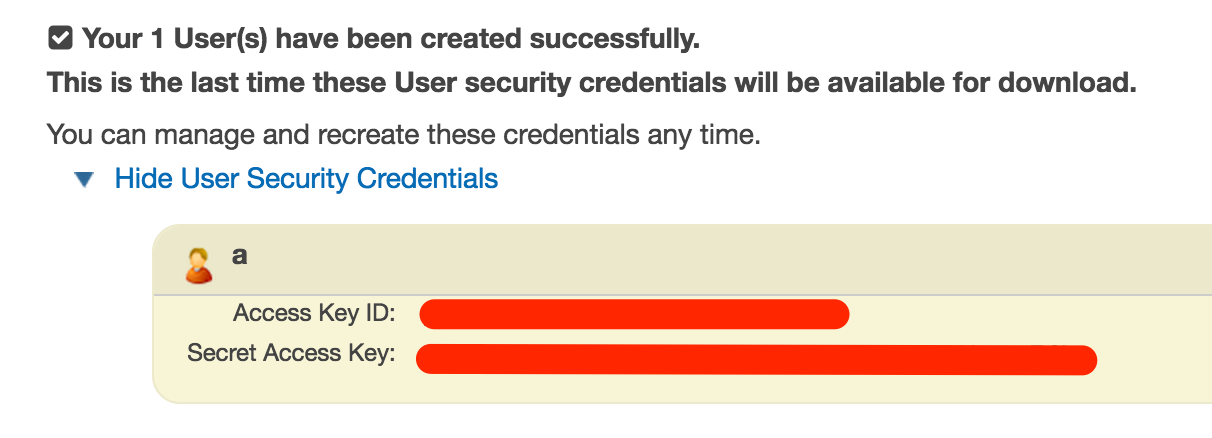 Your 1 User(s) have been created successfully.
This is the last time these User security credentials will be available for download.
You can manage and recreate these credentials any time.
Hide User Security Credentials
a
Access Key ID:
Secret Access Key: